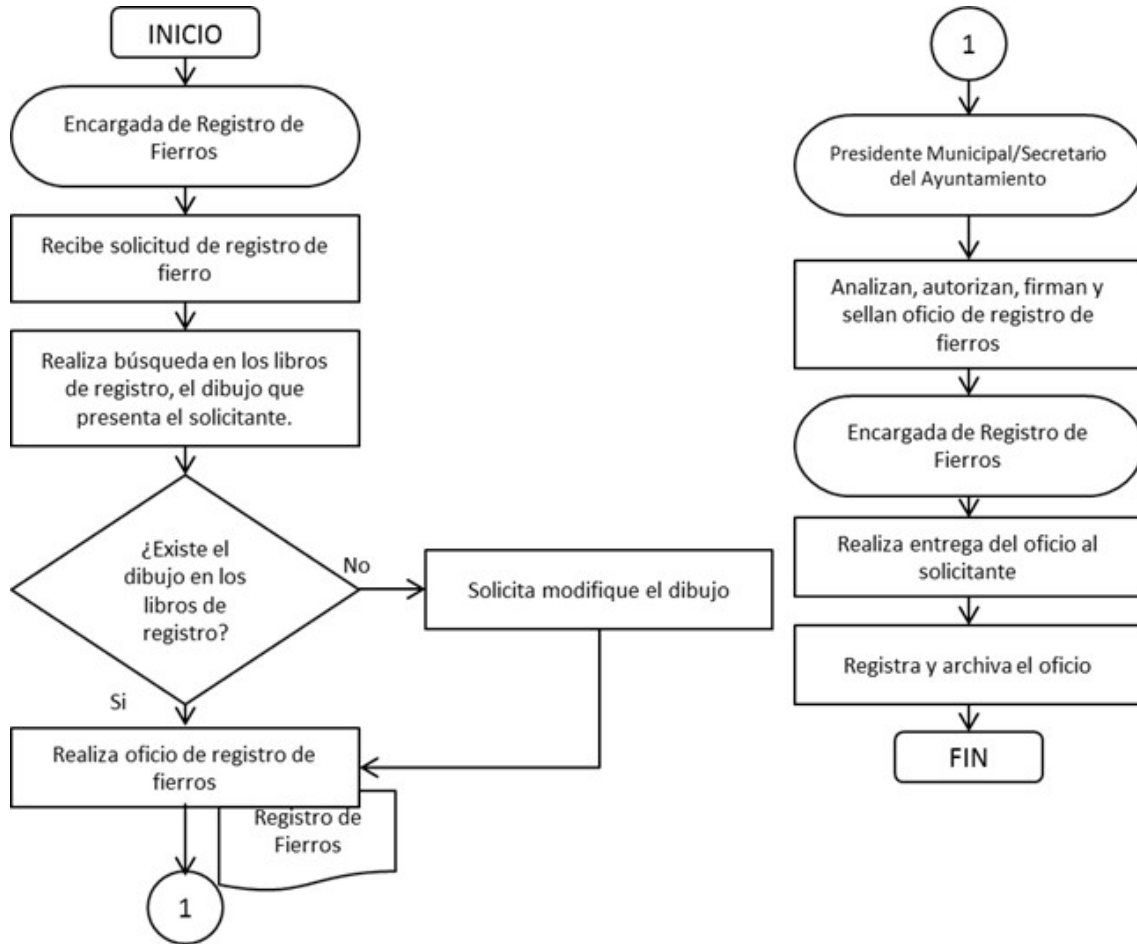 INICIO
Encargada de Registro de
Fierros
Recibe solicitud de registro de
fierro
Realiza búsqueda en los libros
de registro, el dibujo que
presenta el solicitante.
¿Existe el
dibujo en los
libros de
registro?
No
Solicita modifique el dibujo
Si
Realiza oficio de registro de
fierros
Registro de
Fierros
1
1
Presidente Municipal/Secretario
del Ayuntamiento
Analizan, autorizan, firman y
sellan oficio de registro de
fierros
Encargada de Registro de
Fierros
Realiza entrega del oficio al
solicitante
Registra y archiva el oficio
FIN